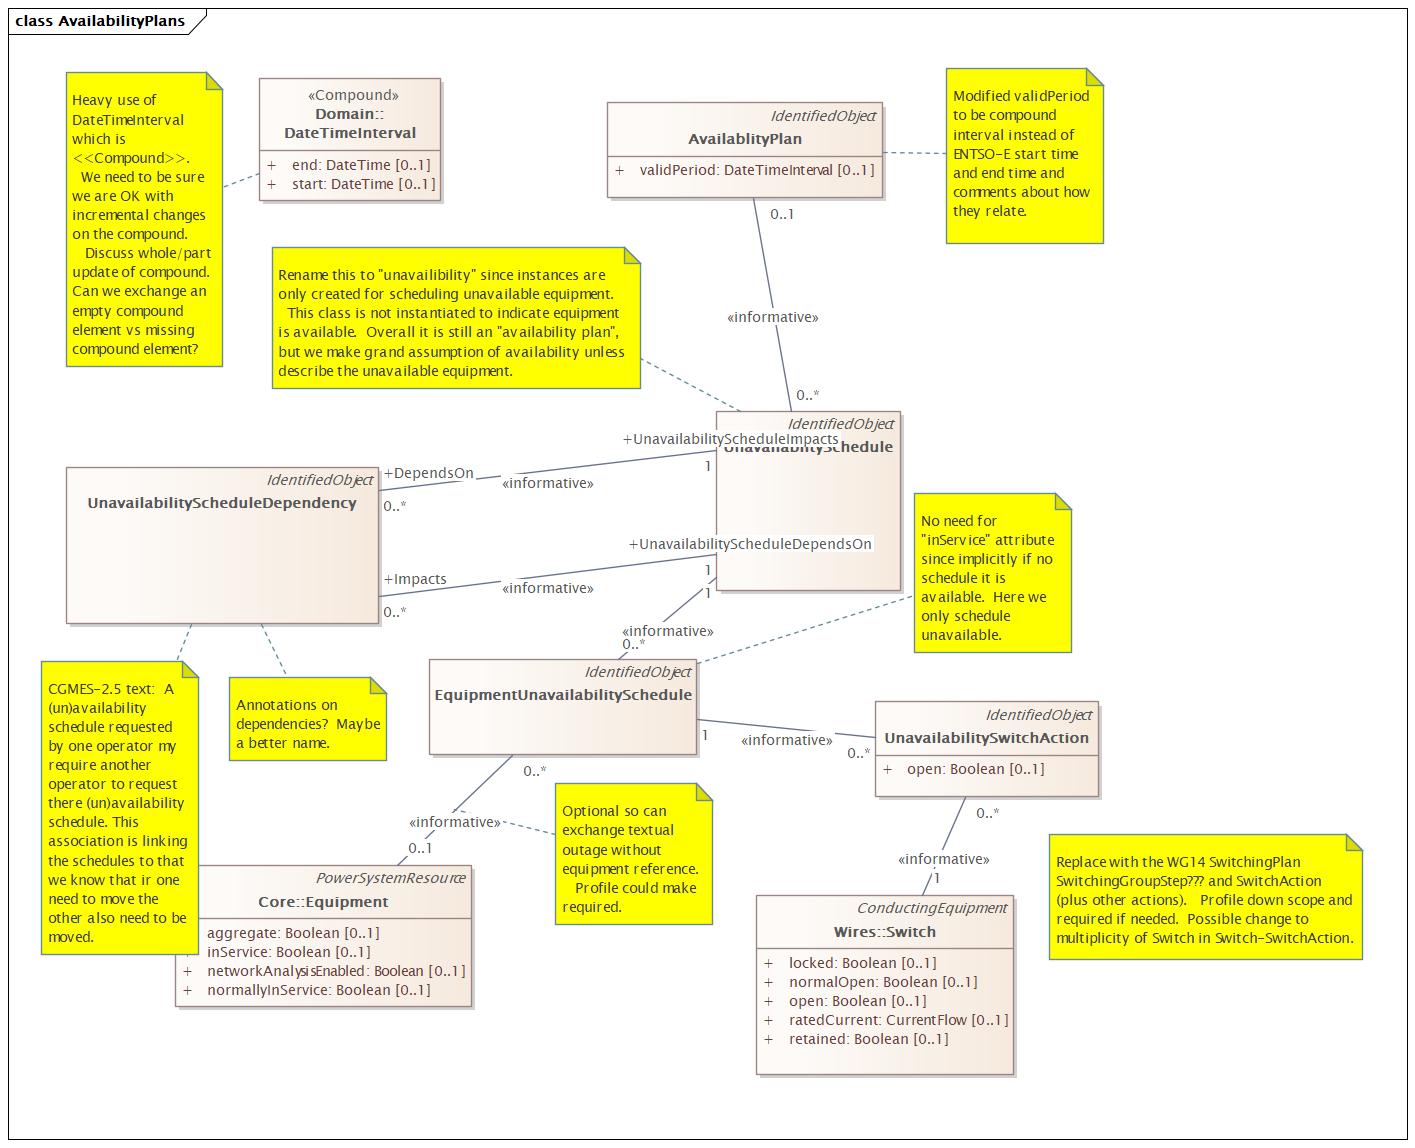 class AvailabilityPlans
Heavy use of
DateTimeInterval
which is
<<Compound>>.
We need to be sure
we are OK with
incremental changes
on the compound.
Discuss whole/part
update of compound.
Can we exchange an
empty compound
element vs missing
compound element?
«Compound»
Domain::
DateTimeInterval
+ end: DateTime [0..1]
+ start: DateTime [0..1]
IdentifiedObject
AvailablityPlan
+ validPeriod: DateTimeInterval [0..1]
Modified validPeriod
to be compound
interval instead of
ENTSO-E start time
and end time and
comments about how
they relate.
0..1
«informative»
0..*
Rename this to "unavailibility" since instances are
only created for scheduling unavailable equipment.
This class is not instantiated to indicate equipment
is available.  Overall it is still an "availability plan",
but we make grand assumption of availability unless
describe the unavailable equipment.
IdentifiedObject
UnavailabiltySchedule
+UnavailabilityScheduleImpacts
1
+DependsOn
«informative»
0..*
IdentifiedObject
UnavailabilityScheduleDependency
+UnavailabilityScheduleDependsOn
1
+Impacts
«informative»
0..*
1
«informative»
0..*
No need for
"inService" attribute
since implicitly if no
schedule it is
available.  Here we
only schedule
unavailable.
IdentifiedObject
EquipmentUnavailabilitySchedule
CGMES-2.5 text:  A
(un)availability
schedule requested
by one operator my
require another
operator to request
there (un)availability
schedule. This
association is linking
the schedules to that
we know that ir one
need to move the
other also need to be
moved.
Annotations on
dependencies?  Maybe
a better name.
1
«informative»
0..*
IdentifiedObject
UnavailabilitySwitchAction
+ open: Boolean [0..1]
0..*
«informative»
0..1
Optional so can
exchange textual
outage without
equipment reference.
Profile could make
required.
0..*
«informative»
1
Replace with the WG14 SwitchingPlan
SwitchingGroupStep??? and SwitchAction
(plus other actions).   Profile down scope and
required if needed.  Possible change to
multiplicity of Switch in Switch-SwitchAction.
PowerSystemResource
Core::Equipment
aggregate: Boolean [0..1]
inService: Boolean [0..1]
+ networkAnalysisEnabled: Boolean [0..1]
+ normallyInService: Boolean [0..1]
ConductingEquipment
Wires::Switch
+ locked: Boolean [0..1]
+ normalOpen: Boolean [0..1]
+ open: Boolean [0..1]
+ ratedCurrent: CurrentFlow [0..1]
+ retained: Boolean [0..1]